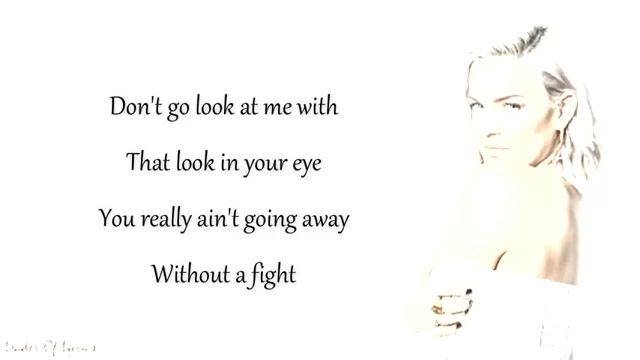 Don't go look at me with
That look in your eye
You really ain't going away
Without a fight